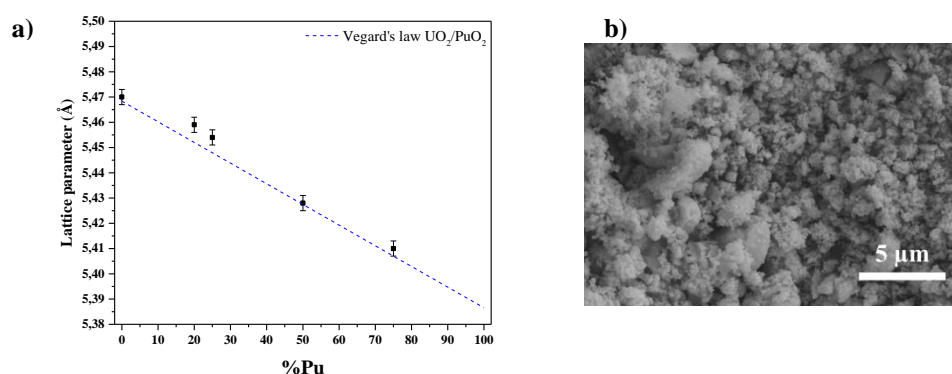 a)
b)
Vegard's law UO₂/PuO₂
5,50
5,49
5,48
5,47
5,46
5,45
5,44
5,43
5,42
5,41
5,40
5,39
5,38
Lattice parameter (Å)
0 10 20 30 40 50 60 70 80 90 100
%Pu
5 µm